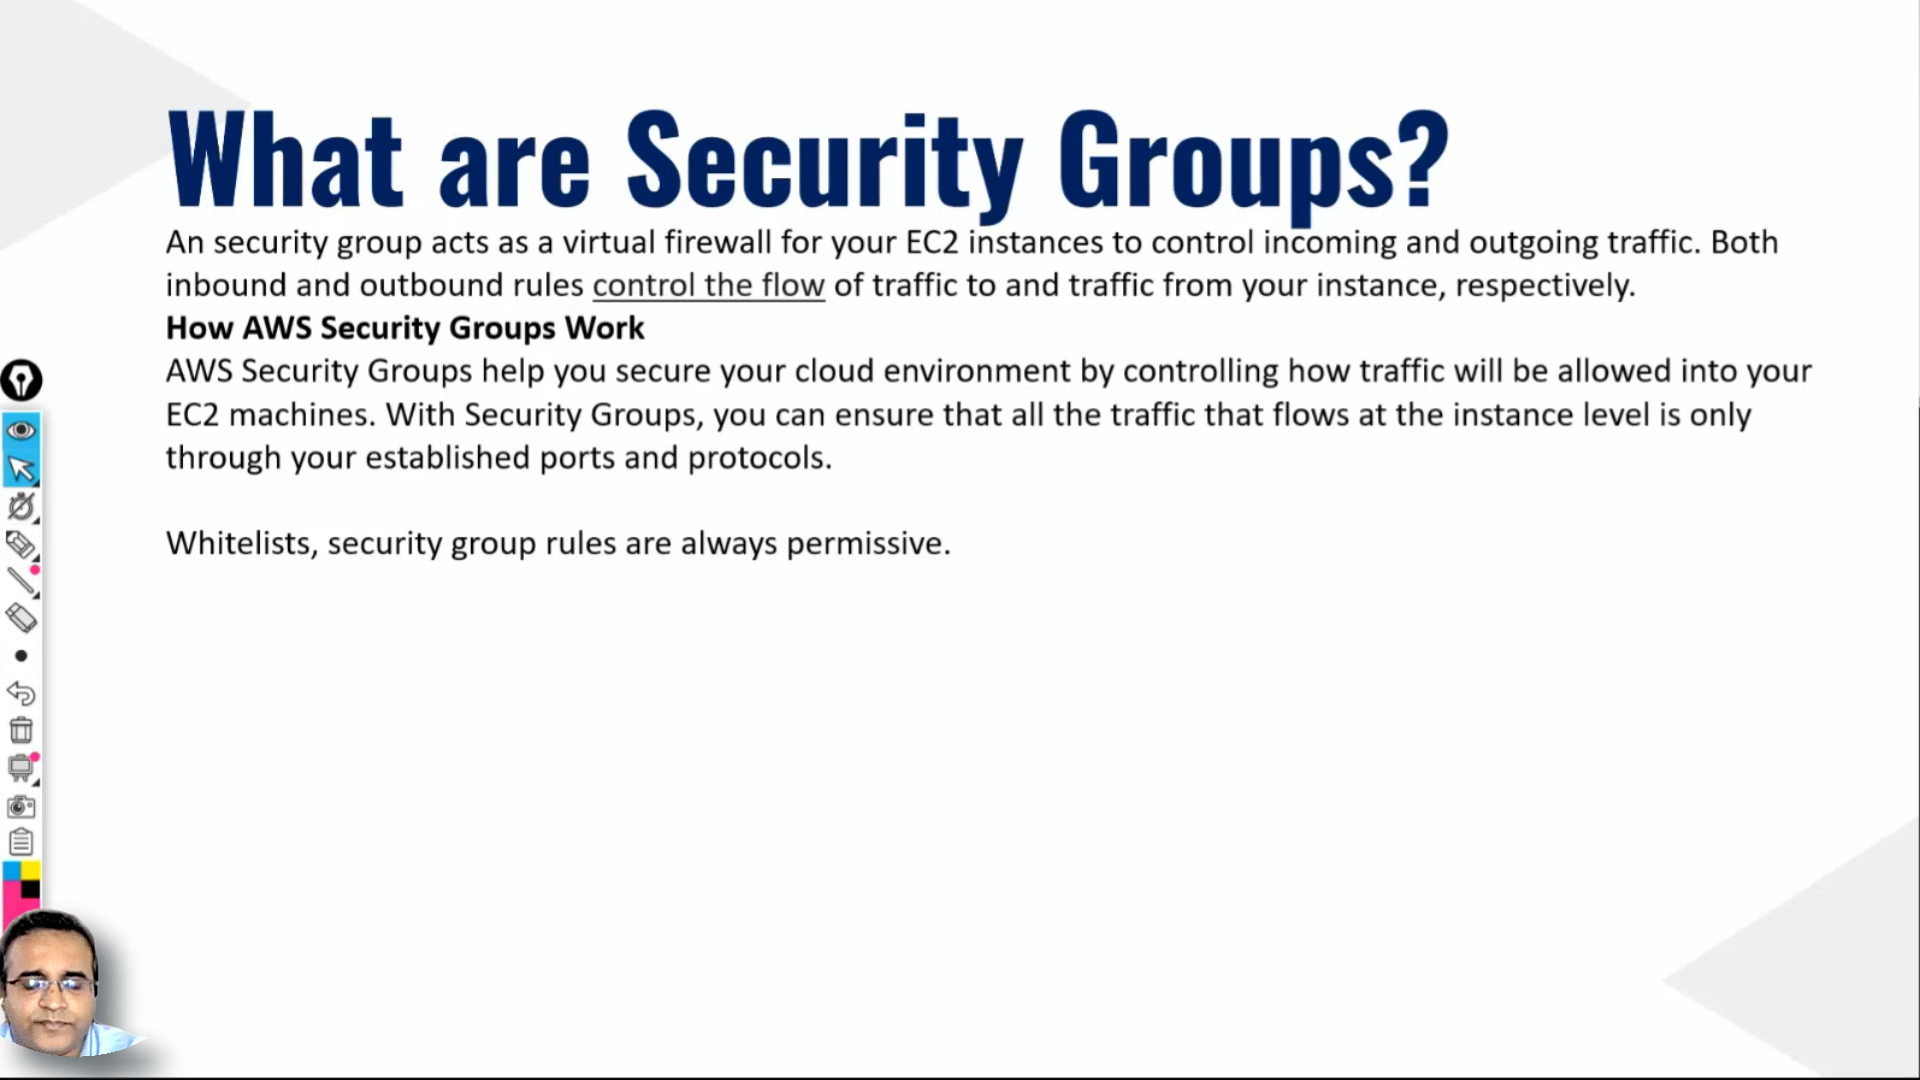 What are Security Groups?
An security group acts as a virtual firewall for your EC2 instances to control incoming and outgoing traffic. Both
inbound and outbound rules control the flow of traffic to and traffic from your instance, respectively.
How AWS Security Groups Work
AWS Security Groups help you secure your cloud environment by controlling how traffic will be allowed into your
EC2 machines. With Security Groups, you can ensure that all the traffic that flows at the instance level is only
through your established ports and protocols.
Whitelists, security group rules are always permissive.